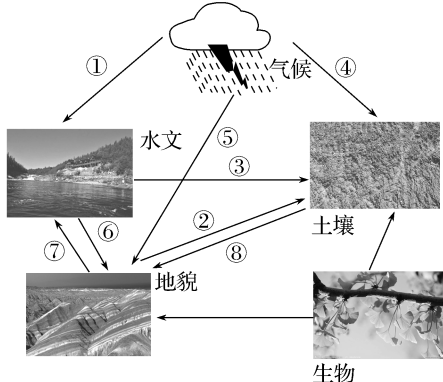 ①
气候
④
水文
⑤
③
②
土壤
⑦
⑥
⑧
地貌
生物